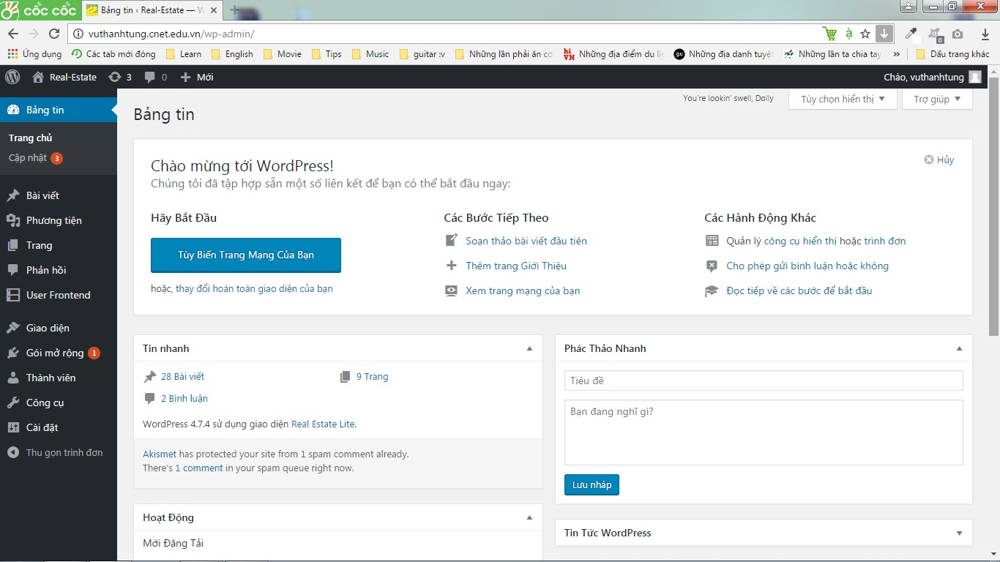 cốc cốc
Bảng tin ‹ Real-Estate — W
vuthanhtung.cnet.edu.vn/wp-admin/
Ứng dụng Các tab mới đóng Learn English Movie Tips Music guitar :v Những lần phải ăn cơ Những địa điểm du lị Những địa danh tuyệt Những lần ta chia tay » Dấu trang khác
Real-Estate 3 0 Mới Chào, vuthanhtung
You're lookin' swell, Dolly Tùy chọn hiển thị Trợ giúp
Bảng tin
Trang chủ
Cập nhật 3
Bài viết
Phương tiện
Trang
Phản hồi
User Frontend
Giao diện
Gói mở rộng 1
Thành viên
Công cụ
Cài đặt
Thu gọn trình đơn
Bảng tin
Chào mừng tới WordPress!
Hủy
Chúng tôi đã tập hợp sẵn một số liên kết để bạn có thể bắt đầu ngay:
Hãy Bắt Đầu
Tùy Biến Trang Mạng Của Bạn
hoặc, thay đổi hoàn toàn giao diện của bạn
Các Bước Tiếp Theo
Soạn thảo bài viết đầu tiên
Thêm trang Giới Thiệu
Xem trang mạng của bạn
Các Hành Động Khác
Quản lý công cụ hiển thị hoặc trình đơn
Cho phép gửi bình luận hoặc không
Đọc tiếp về các bước để bắt đầu
Tin nhanh
28 Bài viết 9 Trang
2 Bình luận
WordPress 4.7.4 sử dụng giao diện Real Estate Lite.
Akismet has protected your site from 1 spam comment already.
There's 1 comment in your spam queue right now.
Hoạt Động
Mới Đăng Tải
Phác Thảo Nhanh
Tiêu đề
Bạn đang nghĩ gì?
Lưu nháp
Tin Tức WordPress